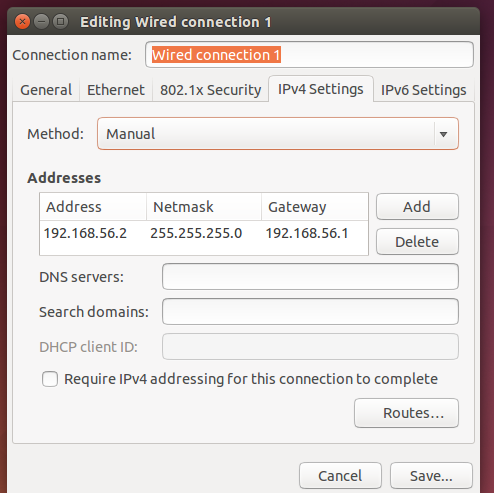 Editing Wired connection 1
Connection name: Wired connection 1
General Ethernet 802.1x Security IPv4 Settings IPv6 Settings
Method: Manual
Addresses
Address Netmask Gateway Add
192.168.56.2 255.255.255.0 192.168.56.1 Delete
DNS servers:
Search domains:
DHCP client ID:
Require IPv4 addressing for this connection to complete
Routes...
Cancel Save...